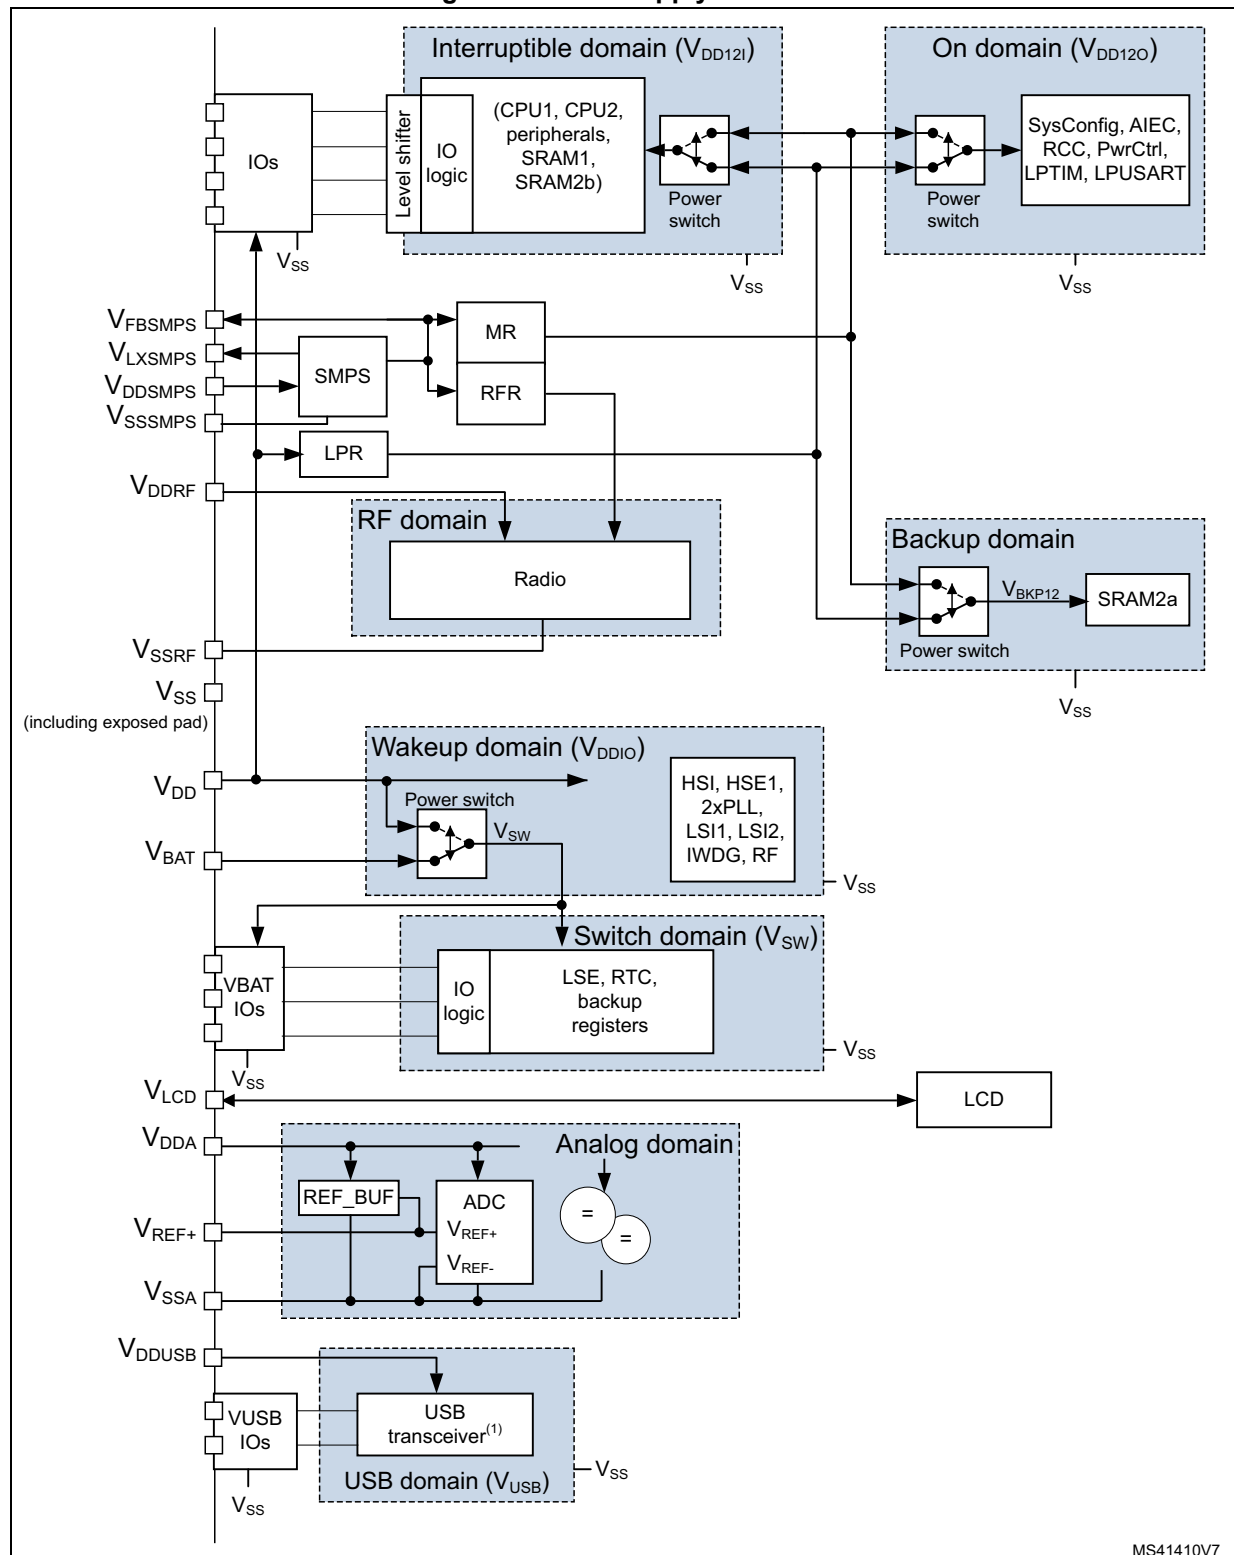 Interruptible domain (VDD12I)
On domain (VDD12O)
IOs
Level shifter
IO
logic
(CPU1, CPU2,
peripherals,
SRAM1,
SRAM2b)
Power
switch
Power
switch
SysConfig, AIEC,
RCC, PwrCtrl,
LPTIM, LPUSART
VSS
VSS
VSS
VFBSMPS
VLXSMPS
VDDSMPS
VSSSMPS
SMPS
MR
RFR
LPR
VDDRF
RF domain
Radio
VSSRF
Backup domain
VBKP12
SRAM2a
Power switch
VSS
VSS
(including exposed pad)
Wakeup domain (VDDIO)
VDD
Power switch
VSW
VBAT
HSI, HSE1,
2xPLL,
LSI1, LSI2,
IWDG, RF
VSS
Switch domain (VSW)
VBAT
IOs
IO
logic
LSE, RTC,
backup
registers
VSS
VSS
VLCD
LCD
VDDA
Analog domain
REF_BUF
ADC
VREF+
VREF+
VREF-
=
=
VSSA
VDDUSB
VUSB
IOs
USB
transceiver(1)
USB domain (VUSB)
VSS
VSS
MS41410V7